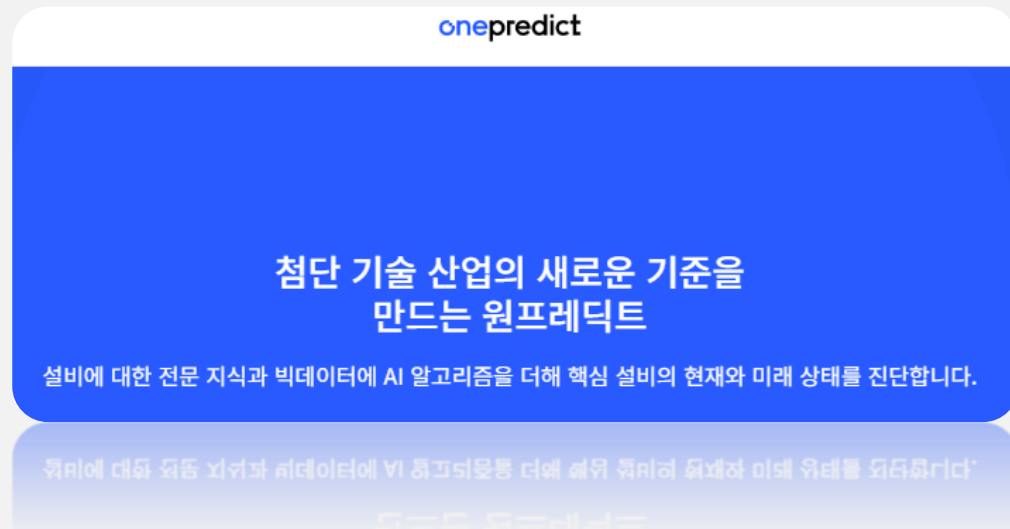 onepredict
첨단 기술 산업의 새로운 기준을
만드는 원프레딕트
설비에 대한 전문 지식과 빅데이터에 AI 알고리즘을 더해 핵심 설비의 현재와 미래 상태를 진단합니다.